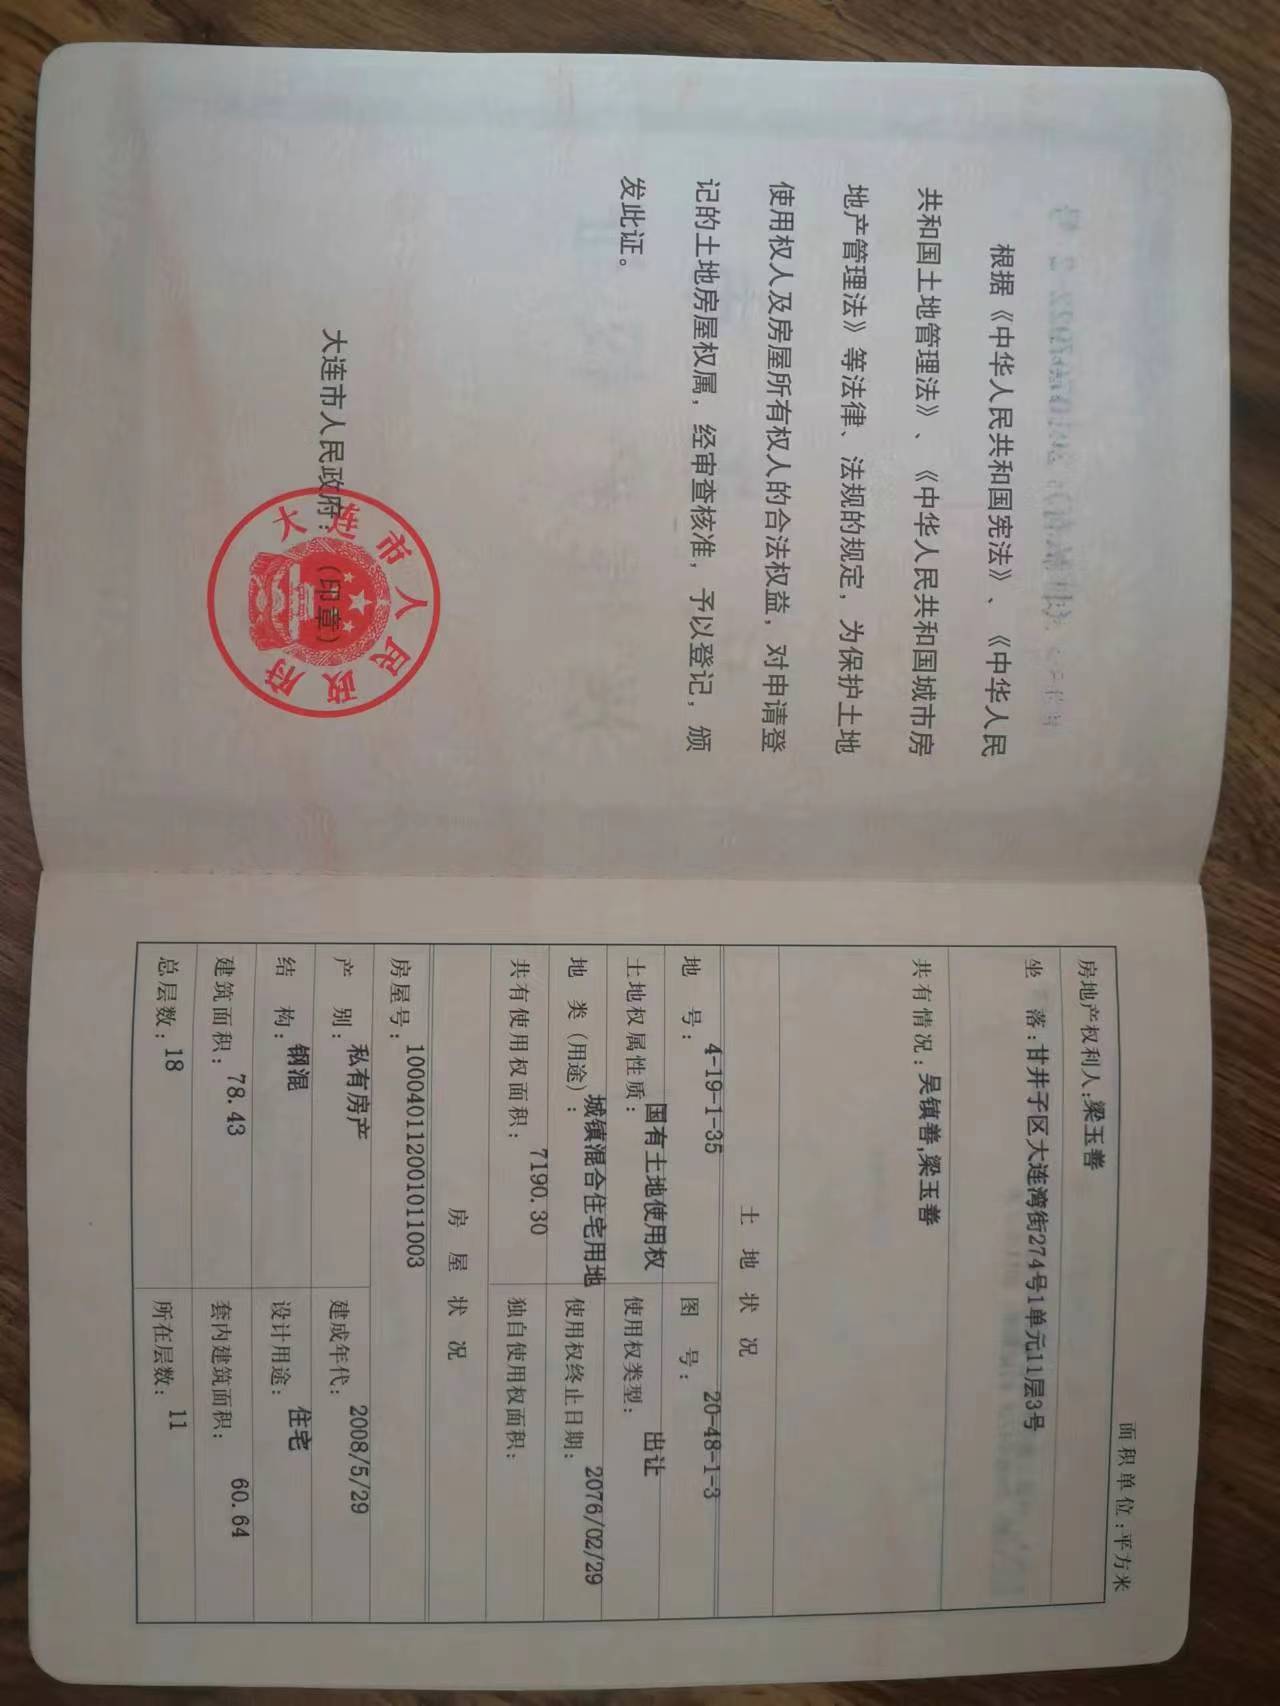 根据《中华人民共和国宪法》、《中华人民
共和国土地管理法》、《中华人民共和国城市房
地产管理法》等法律、法规的规定，为保护土地
使用权人及房屋所有权人的合法权益，对申请登
记的土地房屋权属，经审查核准，予以登记，颁
发此证。
大连市人民政府：（印章）
大连市人民政府
面积单位：平方米
房地产权利人：梁玉善
坐 落：甘井子区大连湾街274号1单元11层3号
共有情况：吴镇善,梁玉善
土 地 状 况
地 号：4-19-1-35 图 号：20-48-1-3
土地权属性质：国有土地使用权 使用权类型：出让
地 类（用途）：城镇混合住宅用地 使用权终止日期：2076/02/29
共有使用权面积：7190.30 独自使用权面积：
房 屋 状 况
房屋号：100040112001011003
产 别：私有房产 建成年代：2008/5/29
结 构：钢混 设计用途：住宅
建筑面积：78.43 套内建筑面积：60.64
总层数：18 所在层数：11